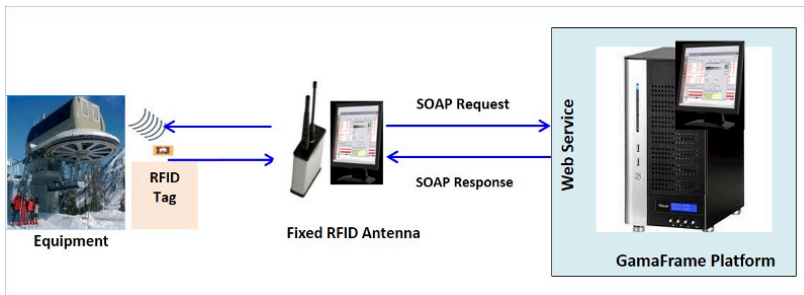 SOAP Request
SOAP Response
Web Service
RFID
Tag
Equipment
Fixed RFID Antenna
GamaFrame Platform